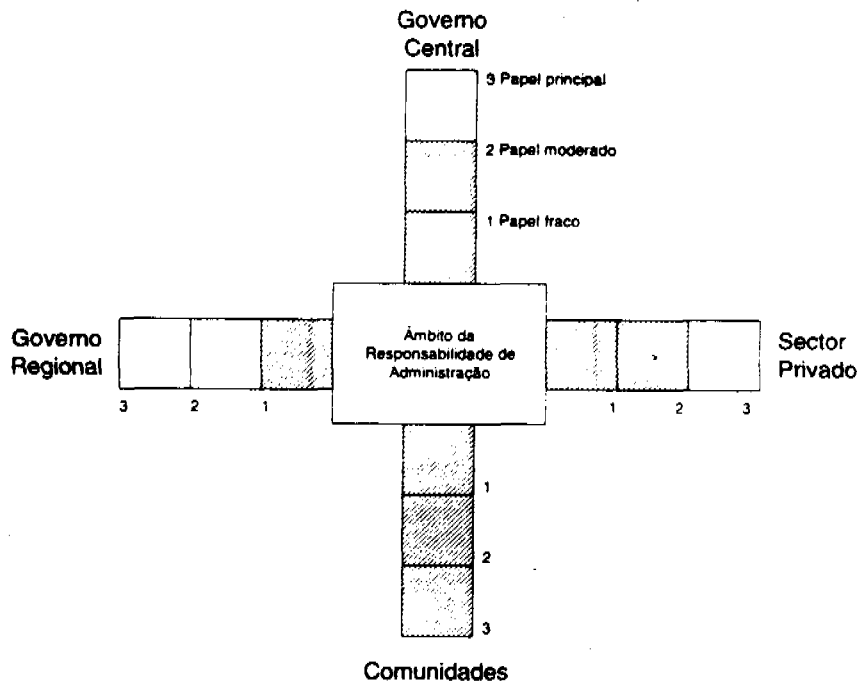 Governo
Central
3 Papel principal
2 Papel moderado
1 Papel fraco
Governo
Regional
Âmbito da
Responsabilidade de
Administração
Sector
Privado
3
2
1
1
2
3
1
2
3
Comunidades